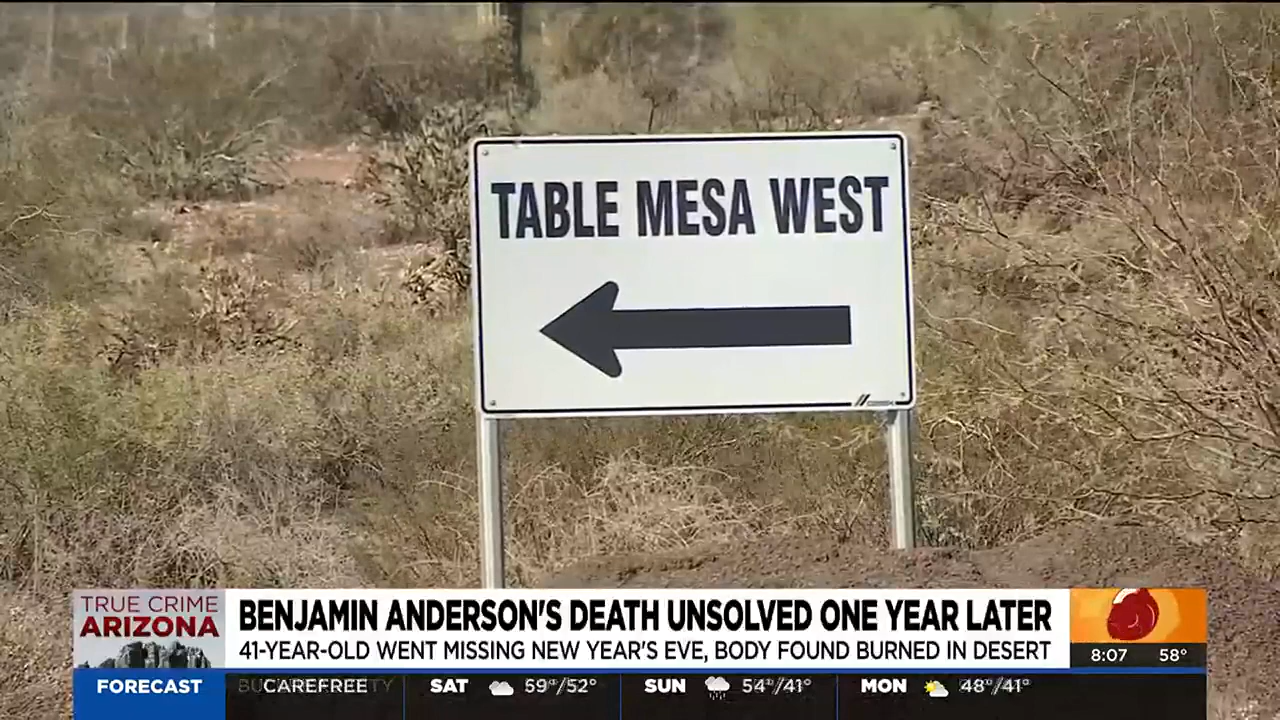 TABLE MESA WEST
TRUE CRIME
ARIZONA
BENJAMIN ANDERSON'S DEATH UNSOLVED ONE YEAR LATER
41-YEAR-OLD WENT MISSING NEW YEAR'S EVE, BODY FOUND BURNED IN DESERT
8:07 58°
FORECAST CAREFREE SAT 59°/52° SUN 54°/41° MON 48°/41°